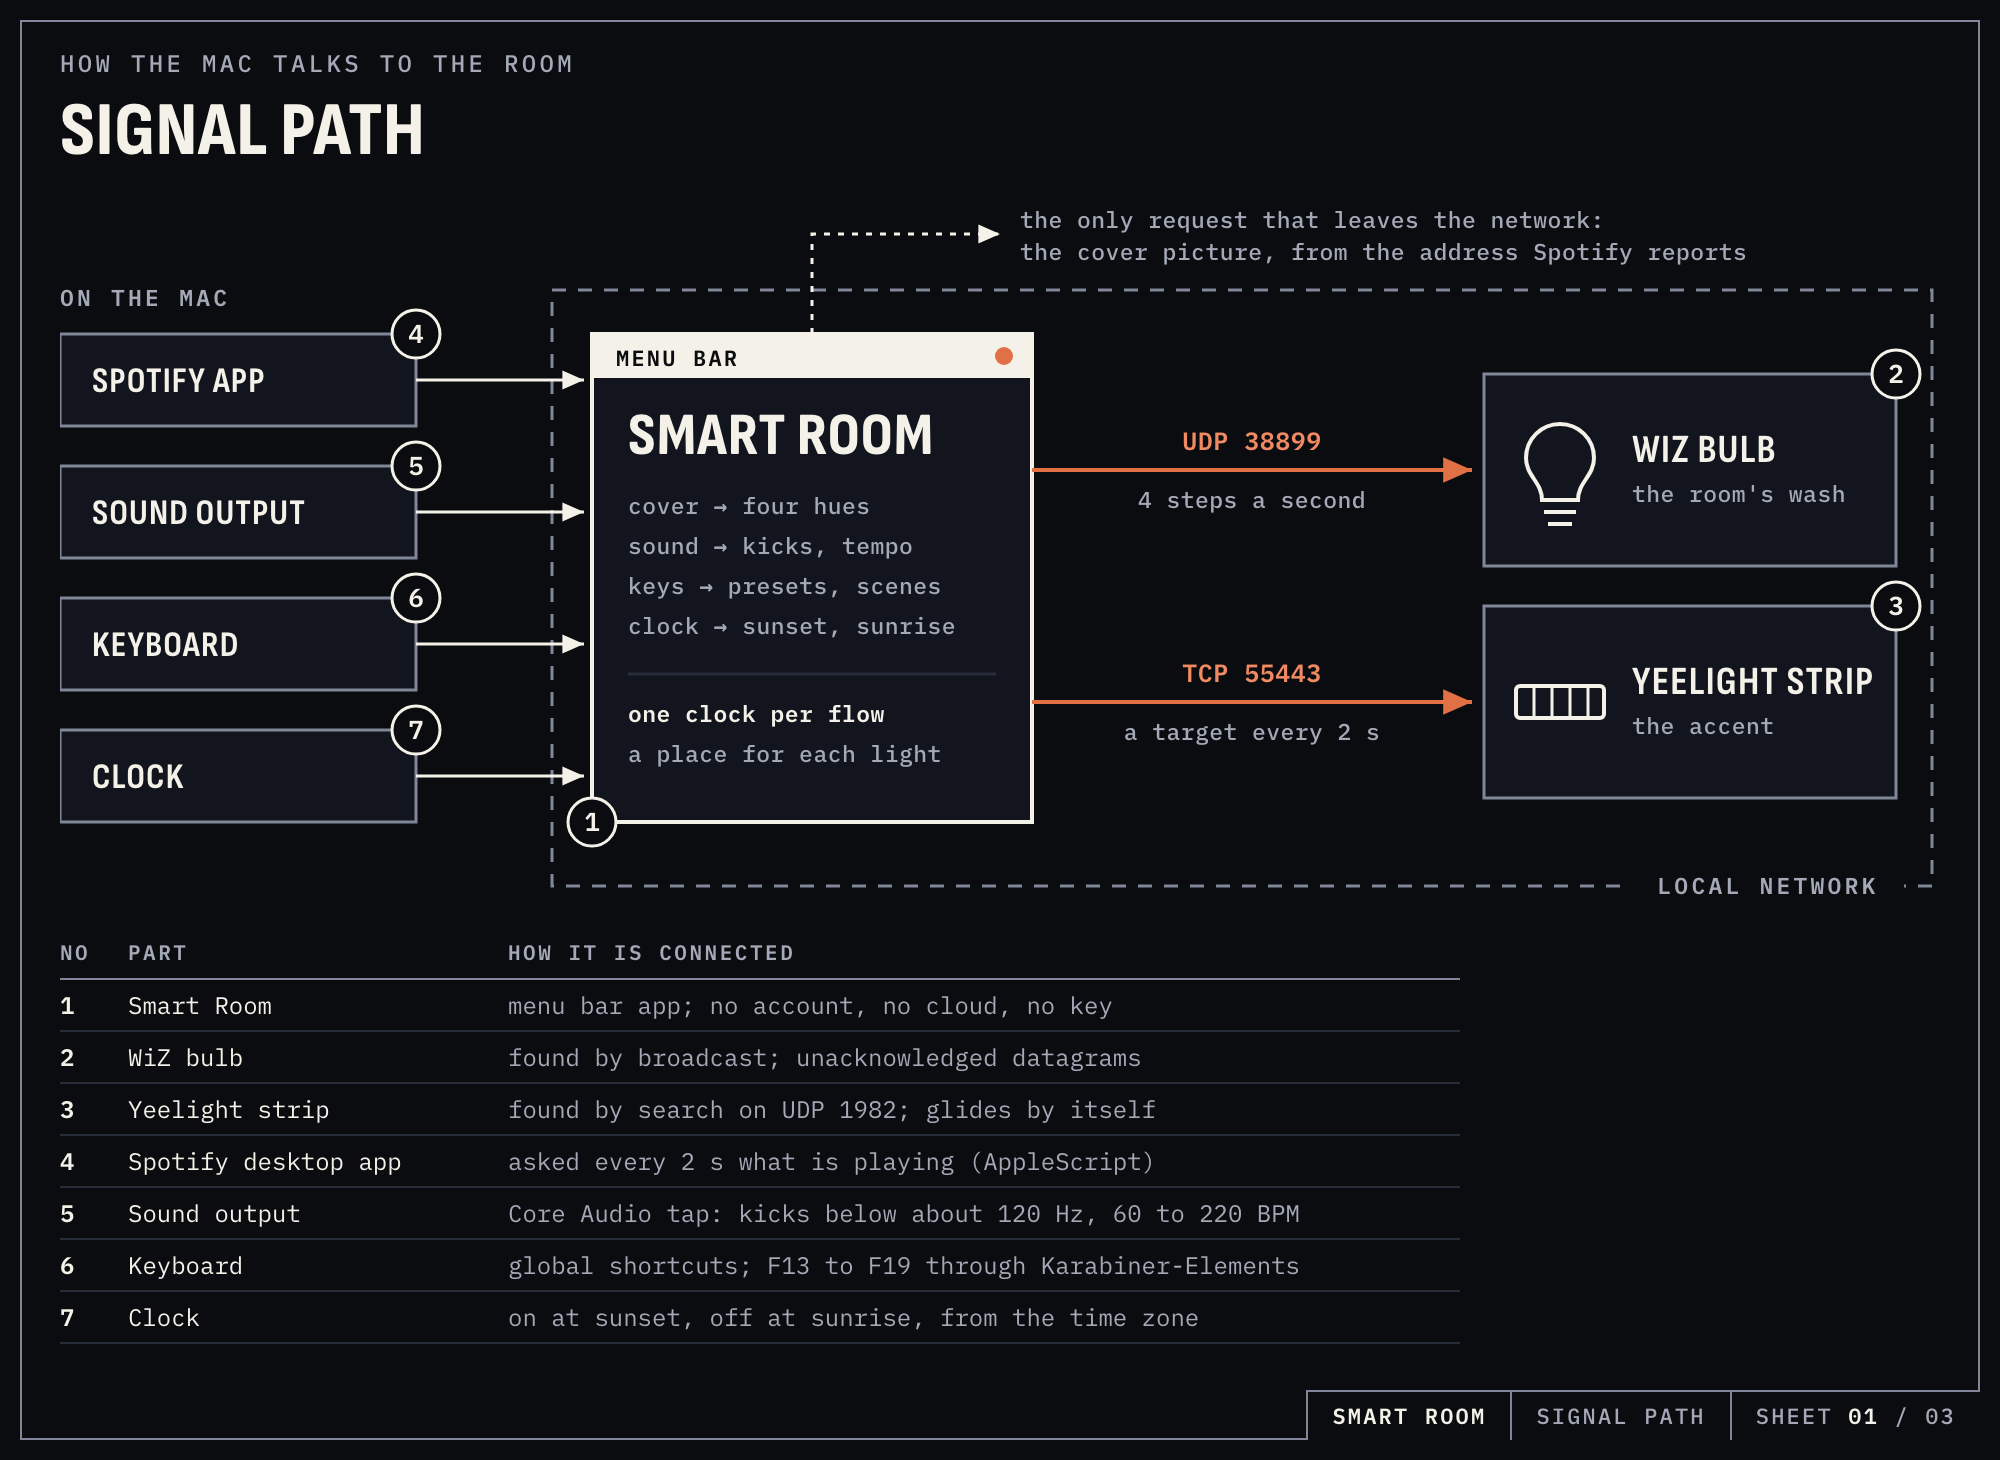 HOW THE MAC TALKS TO THE ROOM
SIGNAL PATH
the only request that leaves the network:
the cover picture, from the address Spotify reports
ON THE MAC
4
SPOTIFY APP
5
SOUND OUTPUT
6
KEYBOARD
7
CLOCK
MENU BAR
SMART ROOM
cover → four hues
sound → kicks, tempo
keys → presets, scenes
clock → sunset, sunrise
one clock per flow
a place for each light
1
UDP 38899
4 steps a second
TCP 55443
a target every 2 s
2
WIZ BULB
the room's wash
3
YEELIGHT STRIP
the accent
LOCAL NETWORK
NO PART HOW IT IS CONNECTED
1 Smart Room menu bar app; no account, no cloud, no key
2 WiZ bulb found by broadcast; unacknowledged datagrams
3 Yeelight strip found by search on UDP 1982; glides by itself
4 Spotify desktop app asked every 2 s what is playing (AppleScript)
5 Sound output Core Audio tap: kicks below about 120 Hz, 60 to 220 BPM
6 Keyboard global shortcuts; F13 to F19 through Karabiner-Elements
7 Clock on at sunset, off at sunrise, from the time zone
SMART ROOM SIGNAL PATH SHEET 01 / 03